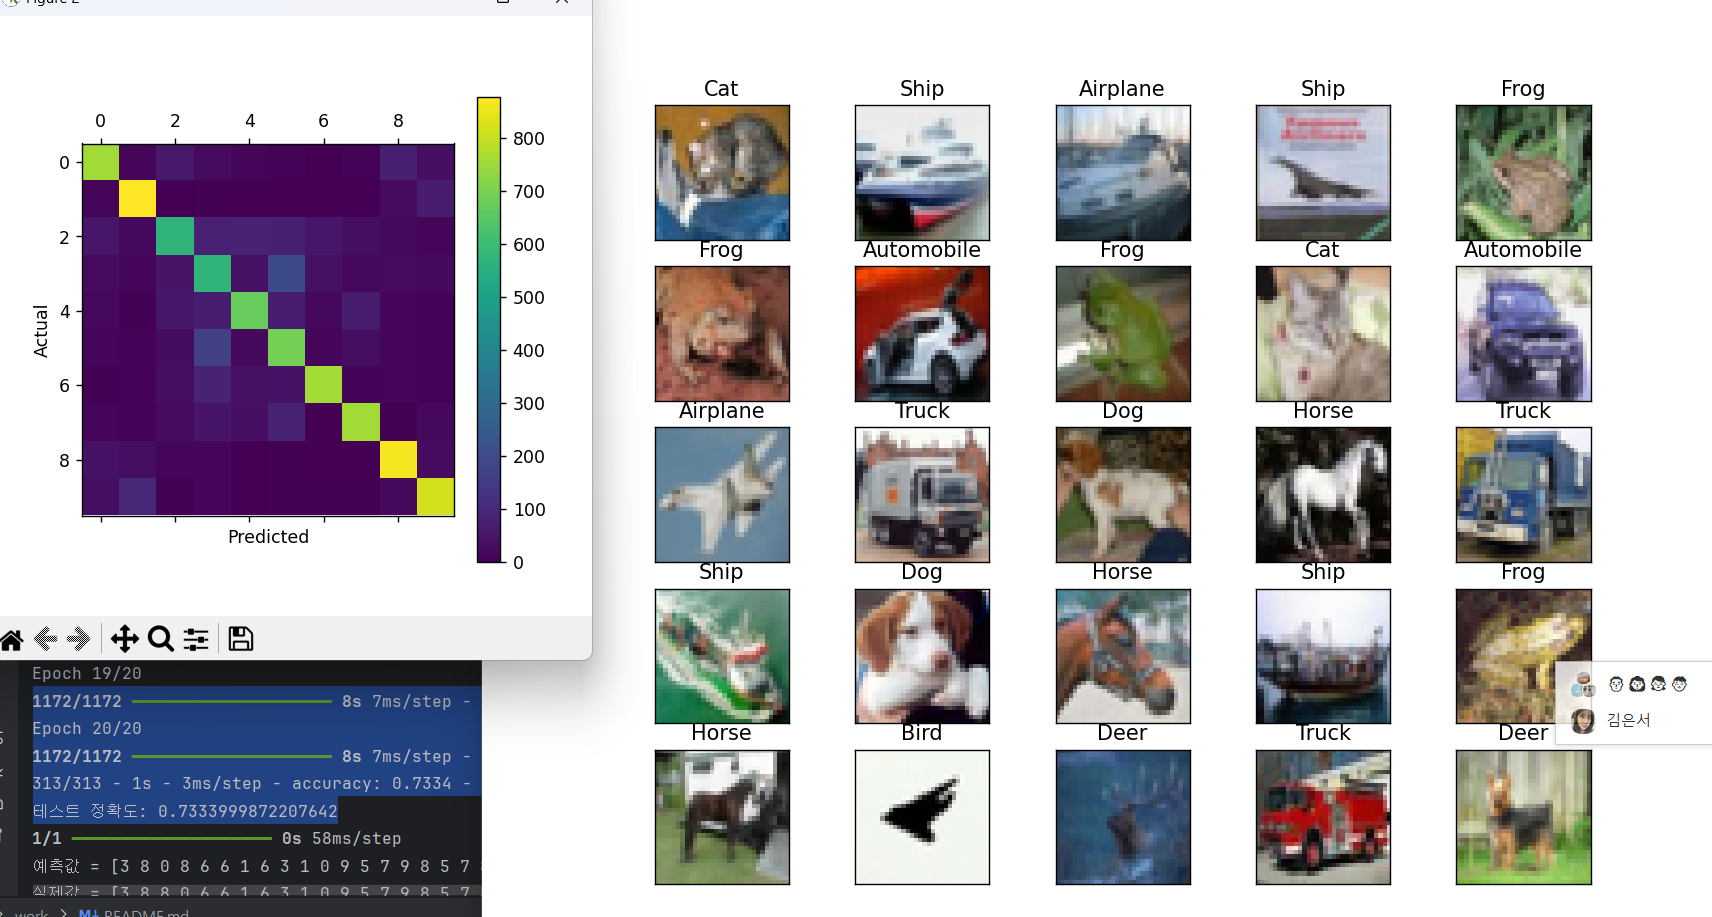 Figure 2
0 2 4 6 8
0
2
4
6
8
Actual
Predicted
800
700
600
500
400
300
200
100
0
Cat Ship Airplane Ship Frog
Frog Automobile Frog Cat Automobile
Airplane Truck Dog Horse Truck
Ship Dog Horse Ship Frog
Horse Bird Deer Truck Deer
Epoch 19/20
1172/1172 8s 7ms/step -
Epoch 20/20
1172/1172 8s 7ms/step -
313/313 - 1s - 3ms/step - accuracy: 0.7334 -
테스트 정확도: 0.7333999872207642
1/1 0s 58ms/step
예측값 = [3 8 0 8 6 6 1 6 3 1 0 9 5 7 9 8 5 7
실제값 = [3 8 8 0 6 6 1 6 3 1 0 9 5 7 9 8 5 7
work > M↓ README.md
김은서